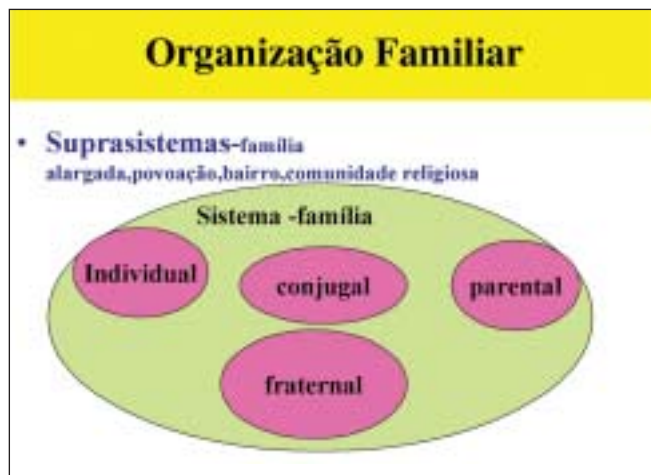 Organização Familiar
• Suprasistemas-família
alargada,povoação,bairro,comunidade religiosa
Sistema -família
Individual
conjugal
parental
fraternal